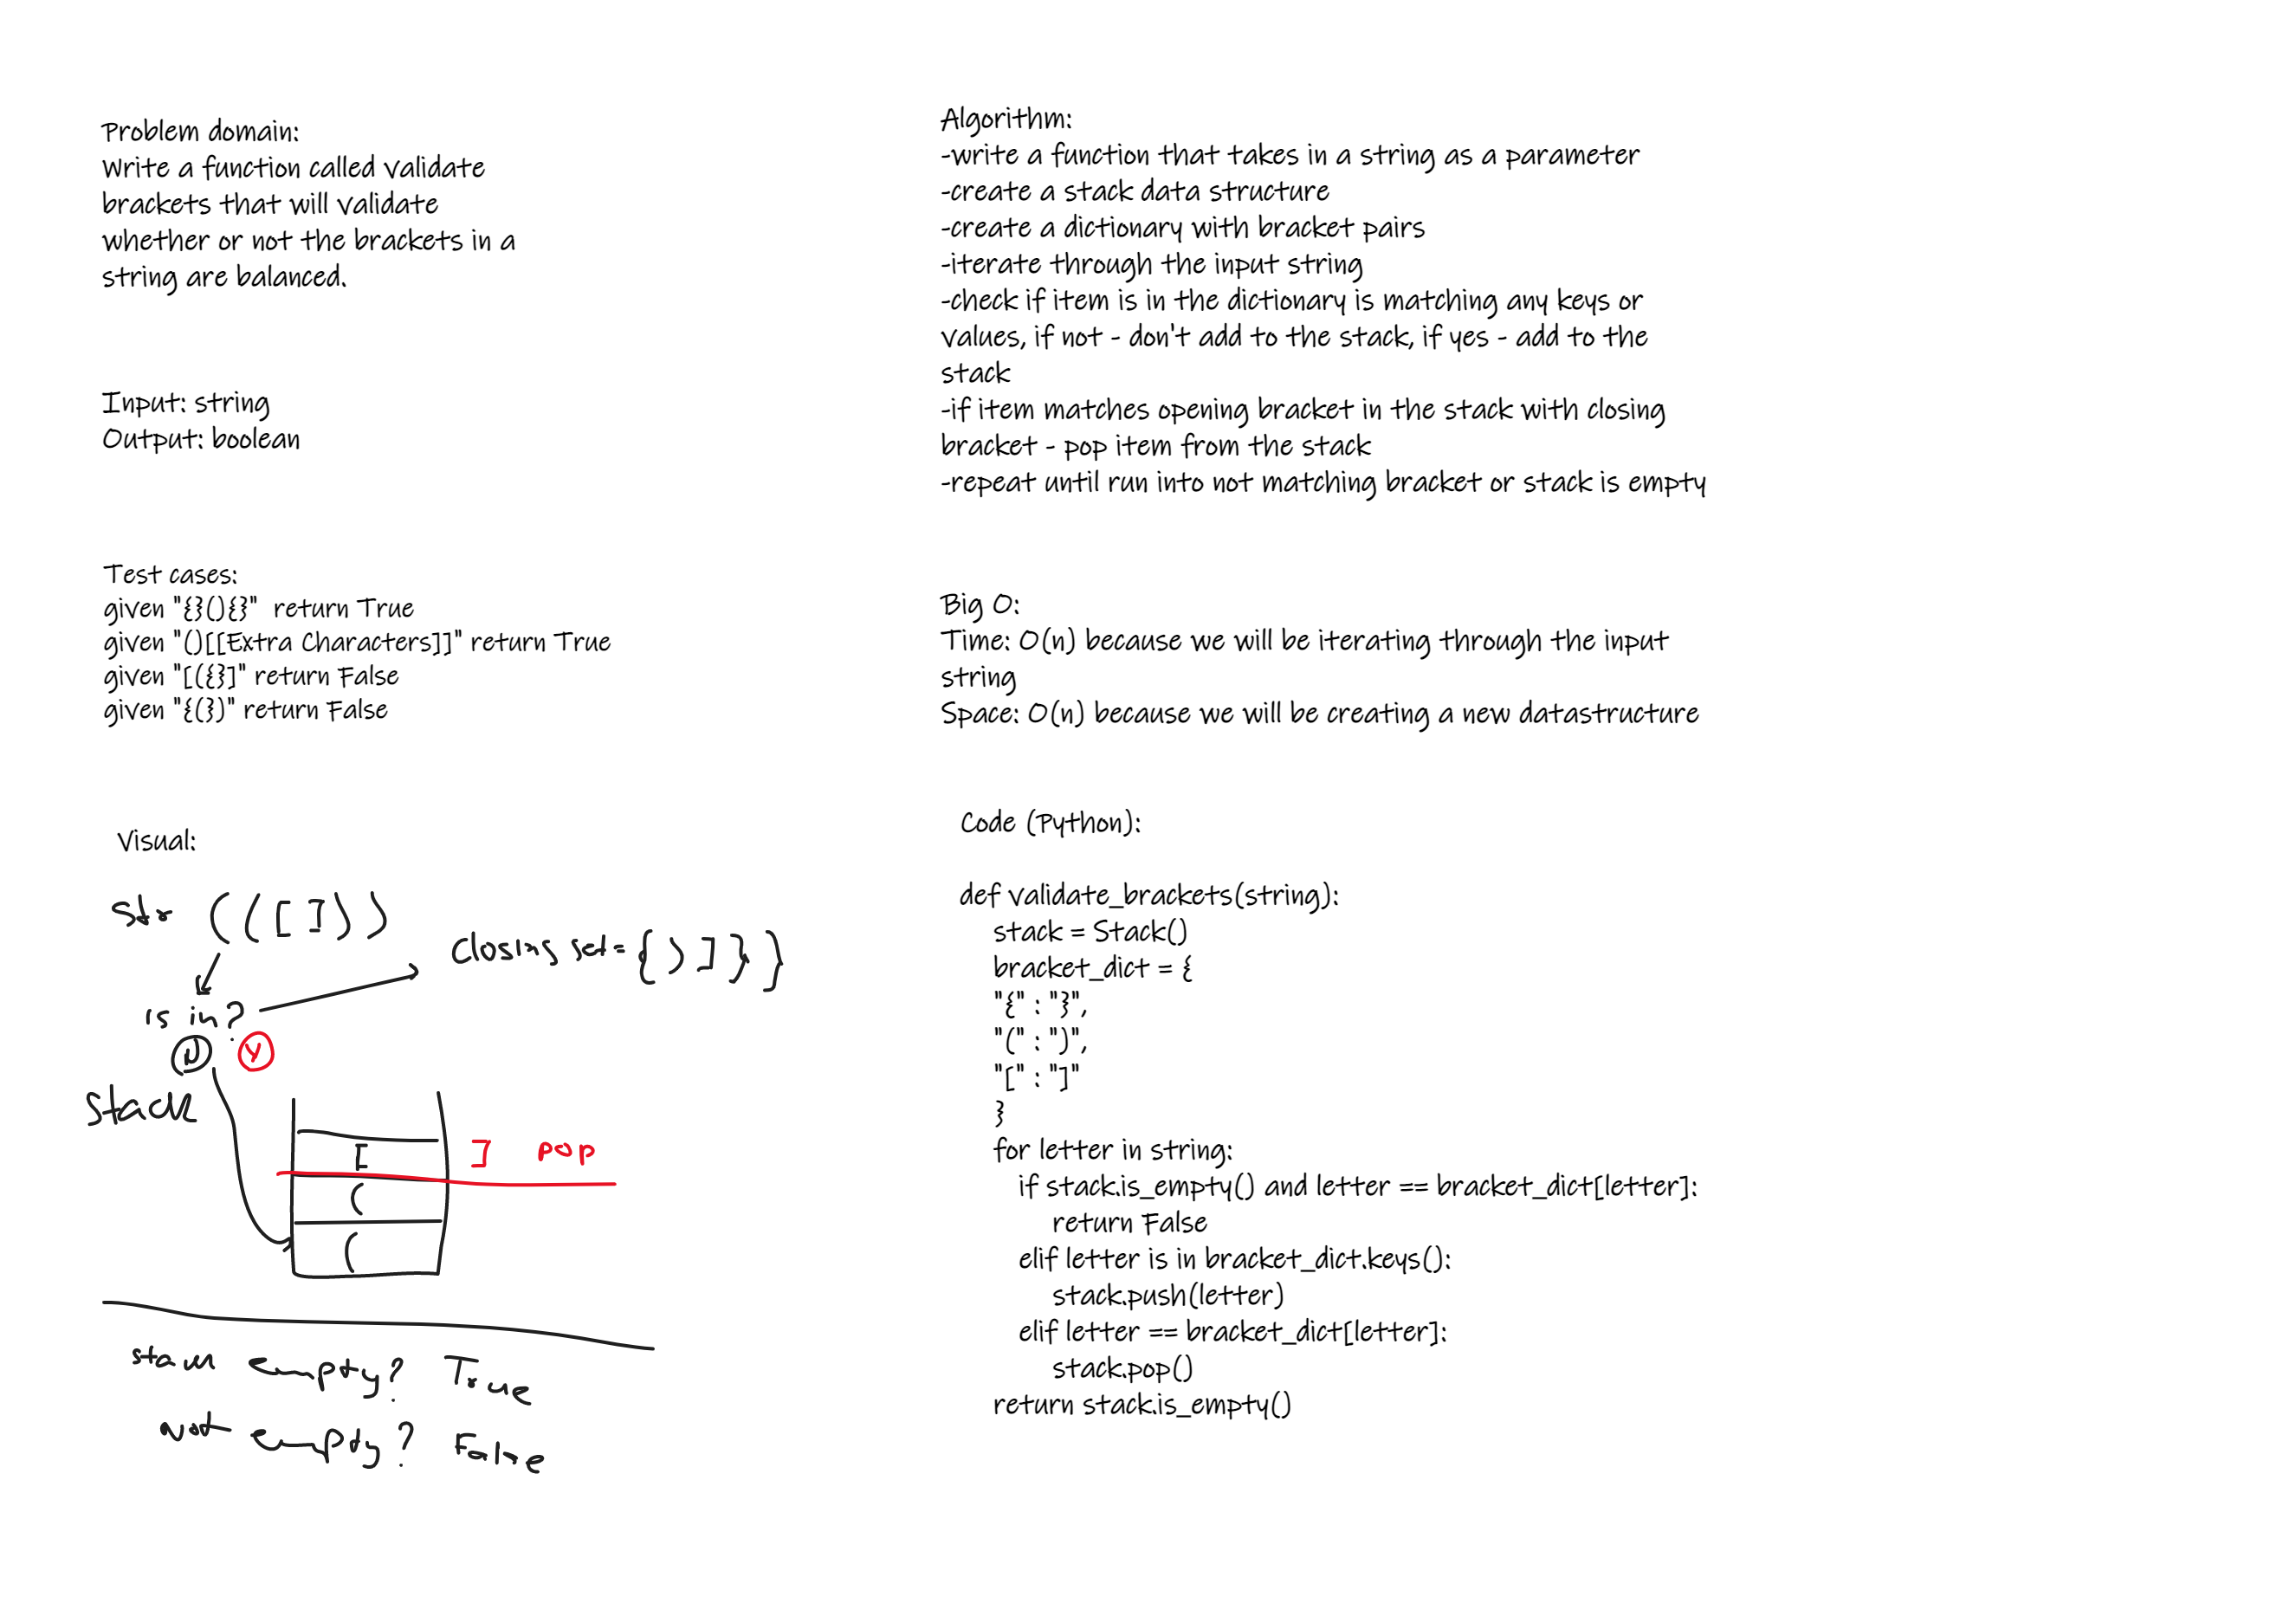 Problem domain:
Write a function called validate
brackets that will validate
whether or not the brackets in a
string are balanced.
Input: string
Output: boolean
Test cases:
given "{}(){}" return True
given "()[[Extra Characters]]" return True
given "[({}]" return False
given "{(})" return False
Visual:
str (([]))
closing set = { ) ] } }
is in?
N Y
stack
[ ] pop
(
(
stack empty? True
not empty? False
Algorithm:
-write a function that takes in a string as a parameter
-create a stack data structure
-create a dictionary with bracket pairs
-iterate through the input string
-check if item is in the dictionary is matching any keys or
values, if not - don't add to the stack, if yes - add to the
stack
-if item matches opening bracket in the stack with closing
bracket - pop item from the stack
-repeat until run into not matching bracket or stack is empty
Big O:
Time: O(n) because we will be iterating through the input
string
Space: O(n) because we will be creating a new datastructure
Code (Python):
def validate_brackets(string):
stack = Stack()
bracket_dict = {
"{" : "}",
"(" : ")",
"[" : "]"
}
for letter in string:
if stack.is_empty() and letter == bracket_dict[letter]:
return False
elif letter is in bracket_dict.keys():
stack.push(letter)
elif letter == bracket_dict[letter]:
stack.pop()
return stack.is_empty()